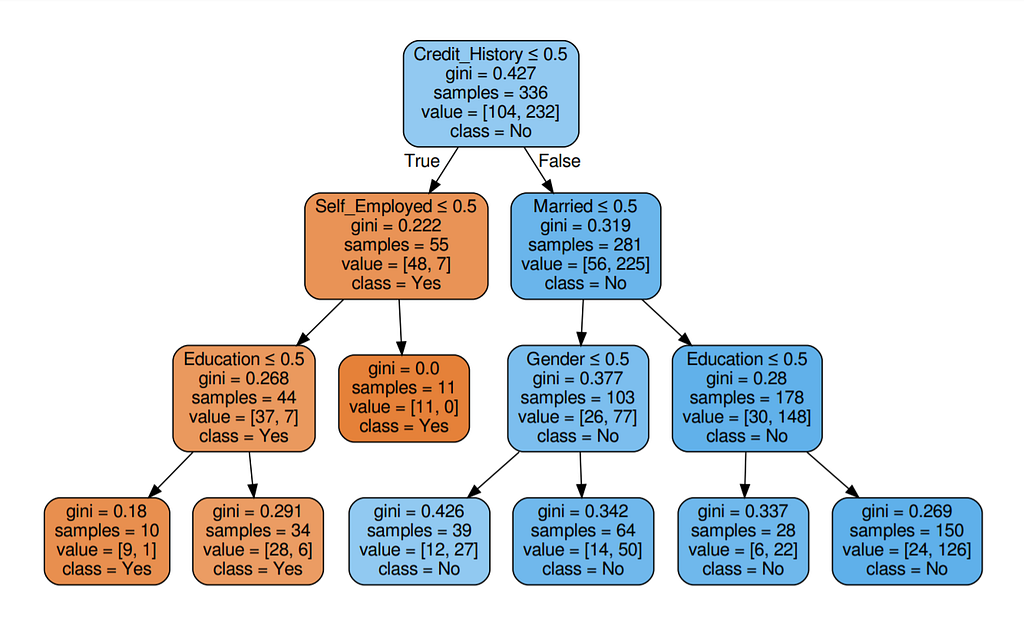 Credit_History ≤ 0.5
gini = 0.427
samples = 336
value = [104, 232]
class = No
True
False
Self_Employed ≤ 0.5
gini = 0.222
samples = 55
value = [48, 7]
class = Yes
Married ≤ 0.5
gini = 0.319
samples = 281
value = [56, 225]
class = No
Education ≤ 0.5
gini = 0.268
samples = 44
value = [37, 7]
class = Yes
gini = 0.0
samples = 11
value = [11, 0]
class = Yes
Gender ≤ 0.5
gini = 0.377
samples = 103
value = [26, 77]
class = No
Education ≤ 0.5
gini = 0.28
samples = 178
value = [30, 148]
class = No
gini = 0.18
samples = 10
value = [9, 1]
class = Yes
gini = 0.291
samples = 34
value = [28, 6]
class = Yes
gini = 0.426
samples = 39
value = [12, 27]
class = No
gini = 0.342
samples = 64
value = [14, 50]
class = No
gini = 0.337
samples = 28
value = [6, 22]
class = No
gini = 0.269
samples = 150
value = [24, 126]
class = No